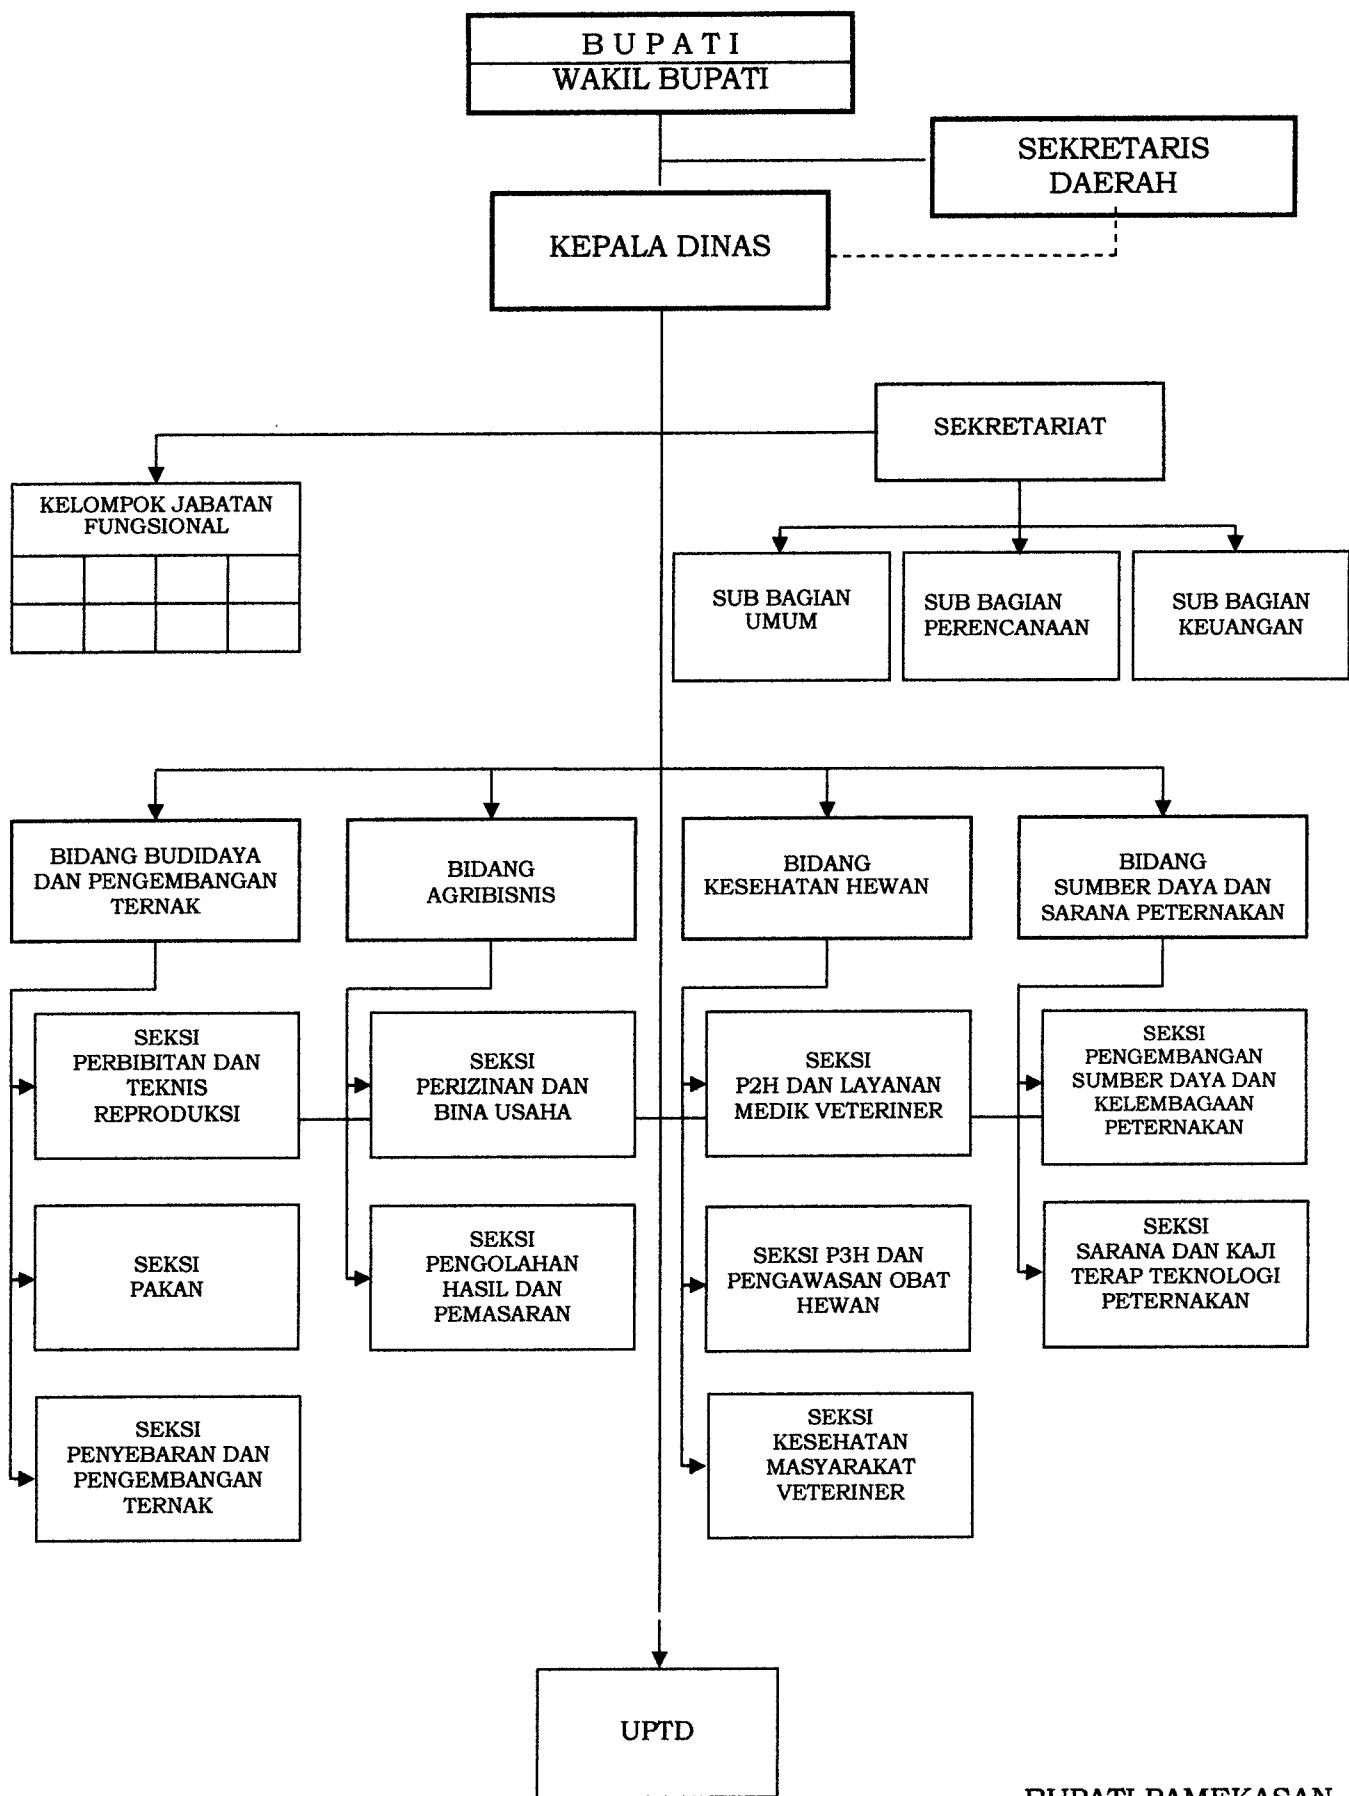 B U P A T I
WAKIL BUPATI
SEKRETARIS
DAERAH
KEPALA DINAS
SEKRETARIAT
KELOMPOK JABATAN
FUNGSIONAL
SUB BAGIAN
UMUM
SUB BAGIAN
PERENCANAAN
SUB BAGIAN
KEUANGAN
BIDANG BUDIDAYA
DAN PENGEMBANGAN
TERNAK
BIDANG
AGRIBISNIS
BIDANG
KESEHATAN HEWAN
BIDANG
SUMBER DAYA DAN
SARANA PETERNAKAN
SEKSI
PERBIBITAN DAN
TEKNIS
REPRODUKSI
SEKSI
PERIZINAN DAN
BINA USAHA
SEKSI
P2H DAN LAYANAN
MEDIK VETERINER
SEKSI
PENGEMBANGAN
SUMBER DAYA DAN
KELEMBAGAAN
PETERNAKAN
SEKSI
PAKAN
SEKSI
PENGOLAHAN
HASIL DAN
PEMASARAN
SEKSI P3H DAN
PENGAWASAN OBAT
HEWAN
SEKSI
SARANA DAN KAJI
TERAP TEKNOLOGI
PETERNAKAN
SEKSI
PENYEBARAN DAN
PENGEMBANGAN
TERNAK
SEKSI
KESEHATAN
MASYARAKAT
VETERINER
UPTD
BUPATI PAMEKASAN